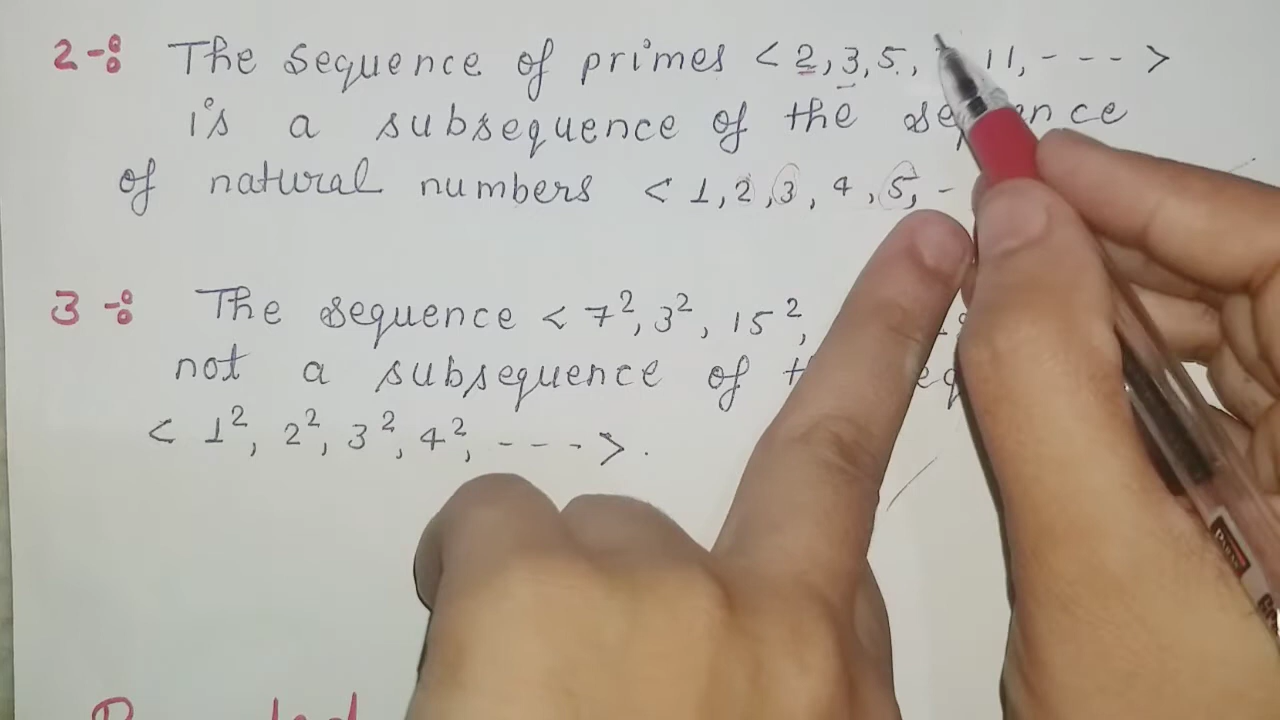 2-: The sequence of primes < 2, 3, 5, 11, - - - >
is a subsequence of the
of natural numbers < 1, 2, 3, 4, 5, -
3-: The sequence < 7², 3², 15²,
not a subsequence of
< 1², 2², 3², 4², - - - - >.